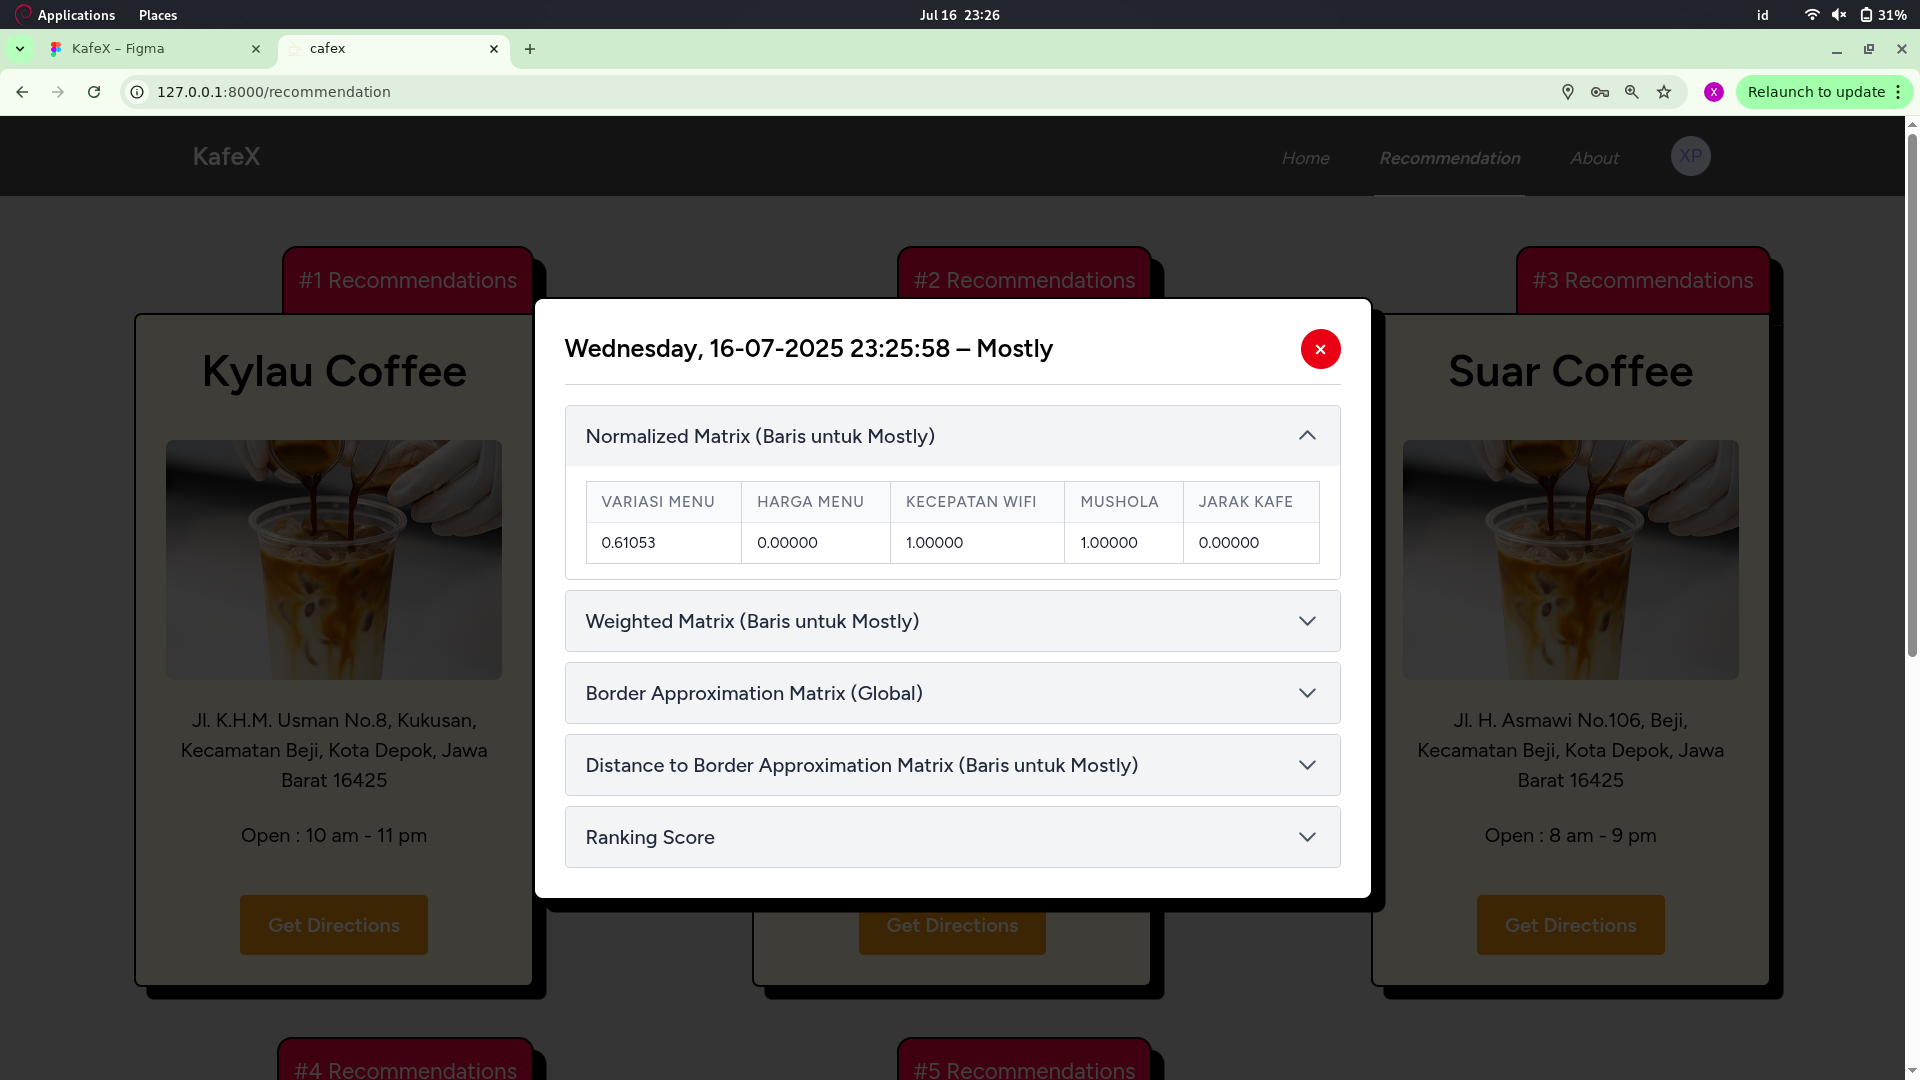 Applications Places Jul 16 23:26 id 31%
KafeX – Figma cafex
127.0.0.1:8000/recommendation X Relaunch to update
KafeX Home Recommendation About XP
#1 Recommendations #2 Recommendations #3 Recommendations
Kylau Coffee
Suar Coffee
Wednesday, 16-07-2025 23:25:58 – Mostly
Normalized Matrix (Baris untuk Mostly)
VARIASI MENU HARGA MENU KECEPATAN WIFI MUSHOLA JARAK KAFE
0.61053 0.00000 1.00000 1.00000 0.00000
Weighted Matrix (Baris untuk Mostly)
Border Approximation Matrix (Global)
Distance to Border Approximation Matrix (Baris untuk Mostly)
Ranking Score
Jl. K.H.M. Usman No.8, Kukusan,
Kecamatan Beji, Kota Depok, Jawa
Barat 16425
Open : 10 am - 11 pm
Get Directions
Get Directions
Jl. H. Asmawi No.106, Beji,
Kecamatan Beji, Kota Depok, Jawa
Barat 16425
Open : 8 am - 9 pm
Get Directions
#4 Recommendations #5 Recommendations